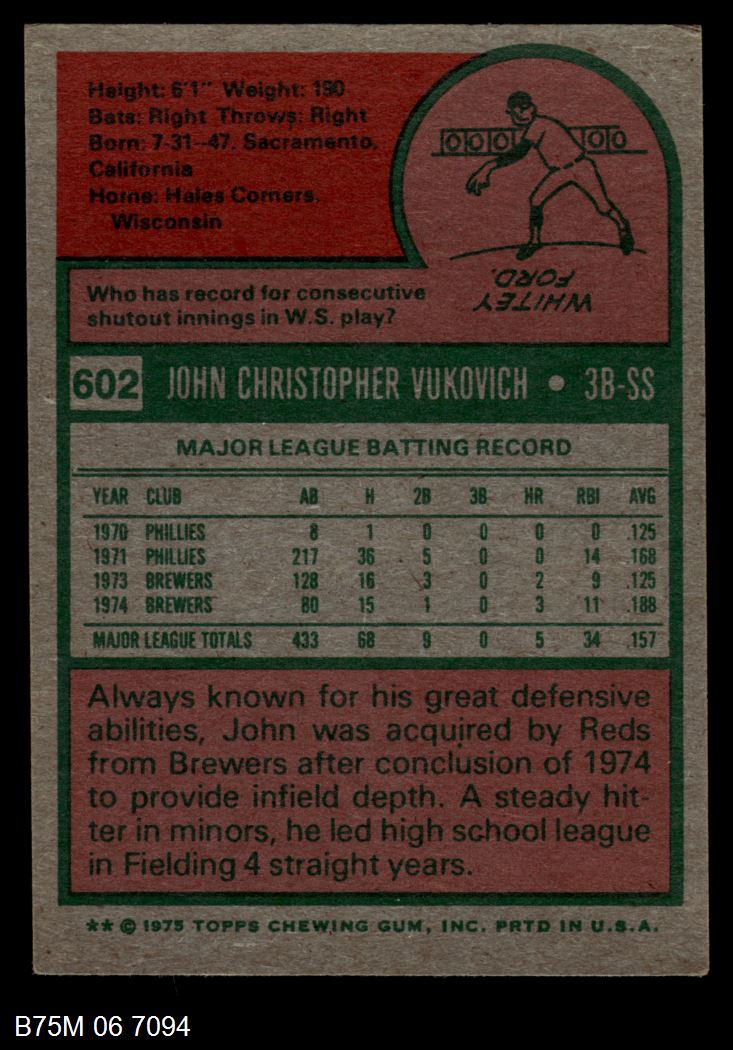 Height: 6'1" Weight: 190
Bats: Right Throws: Right
Born: 7-31-47, Sacramento,
California
Home: Hales Corners,
Wisconsin
WHITEY
FORD.
Who has record for consecutive
shutout innings in W.S. play?
602 JOHN CHRISTOPHER VUKOVICH • 3B-SS
MAJOR LEAGUE BATTING RECORD
YEAR CLUB AB H 2B 3B HR RBI AVG
1970 PHILLIES 8 1 0 0 0 0 .125
1971 PHILLIES 217 36 5 0 0 14 .168
1973 BREWERS 128 16 3 0 2 9 .125
1974 BREWERS 80 15 1 0 3 11 .188
MAJOR LEAGUE TOTALS 433 68 9 0 5 34 .157
Always known for his great defensive
abilities, John was acquired by Reds
from Brewers after conclusion of 1974
to provide infield depth. A steady hit-
ter in minors, he led high school league
in Fielding 4 straight years.
** © 1975 TOPPS CHEWING GUM, INC. PRTD IN U.S.A.
B75M 06 7094